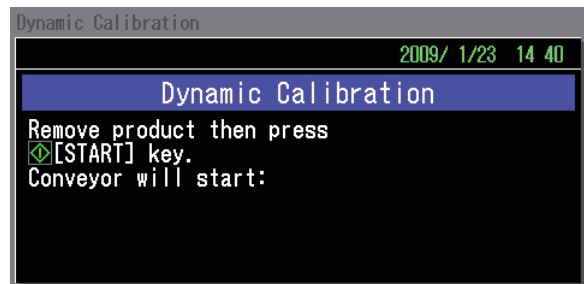 Dynamic Calibration
2009/ 1/23 14 40
Dynamic Calibration
Remove product then press
[START] key.
Conveyor will start: